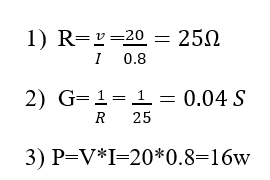 1) R=v/I=20/0.8 = 25Ω
2) G=1/R=1/25 = 0.04 S
3) P=V*I=20*0.8=16w